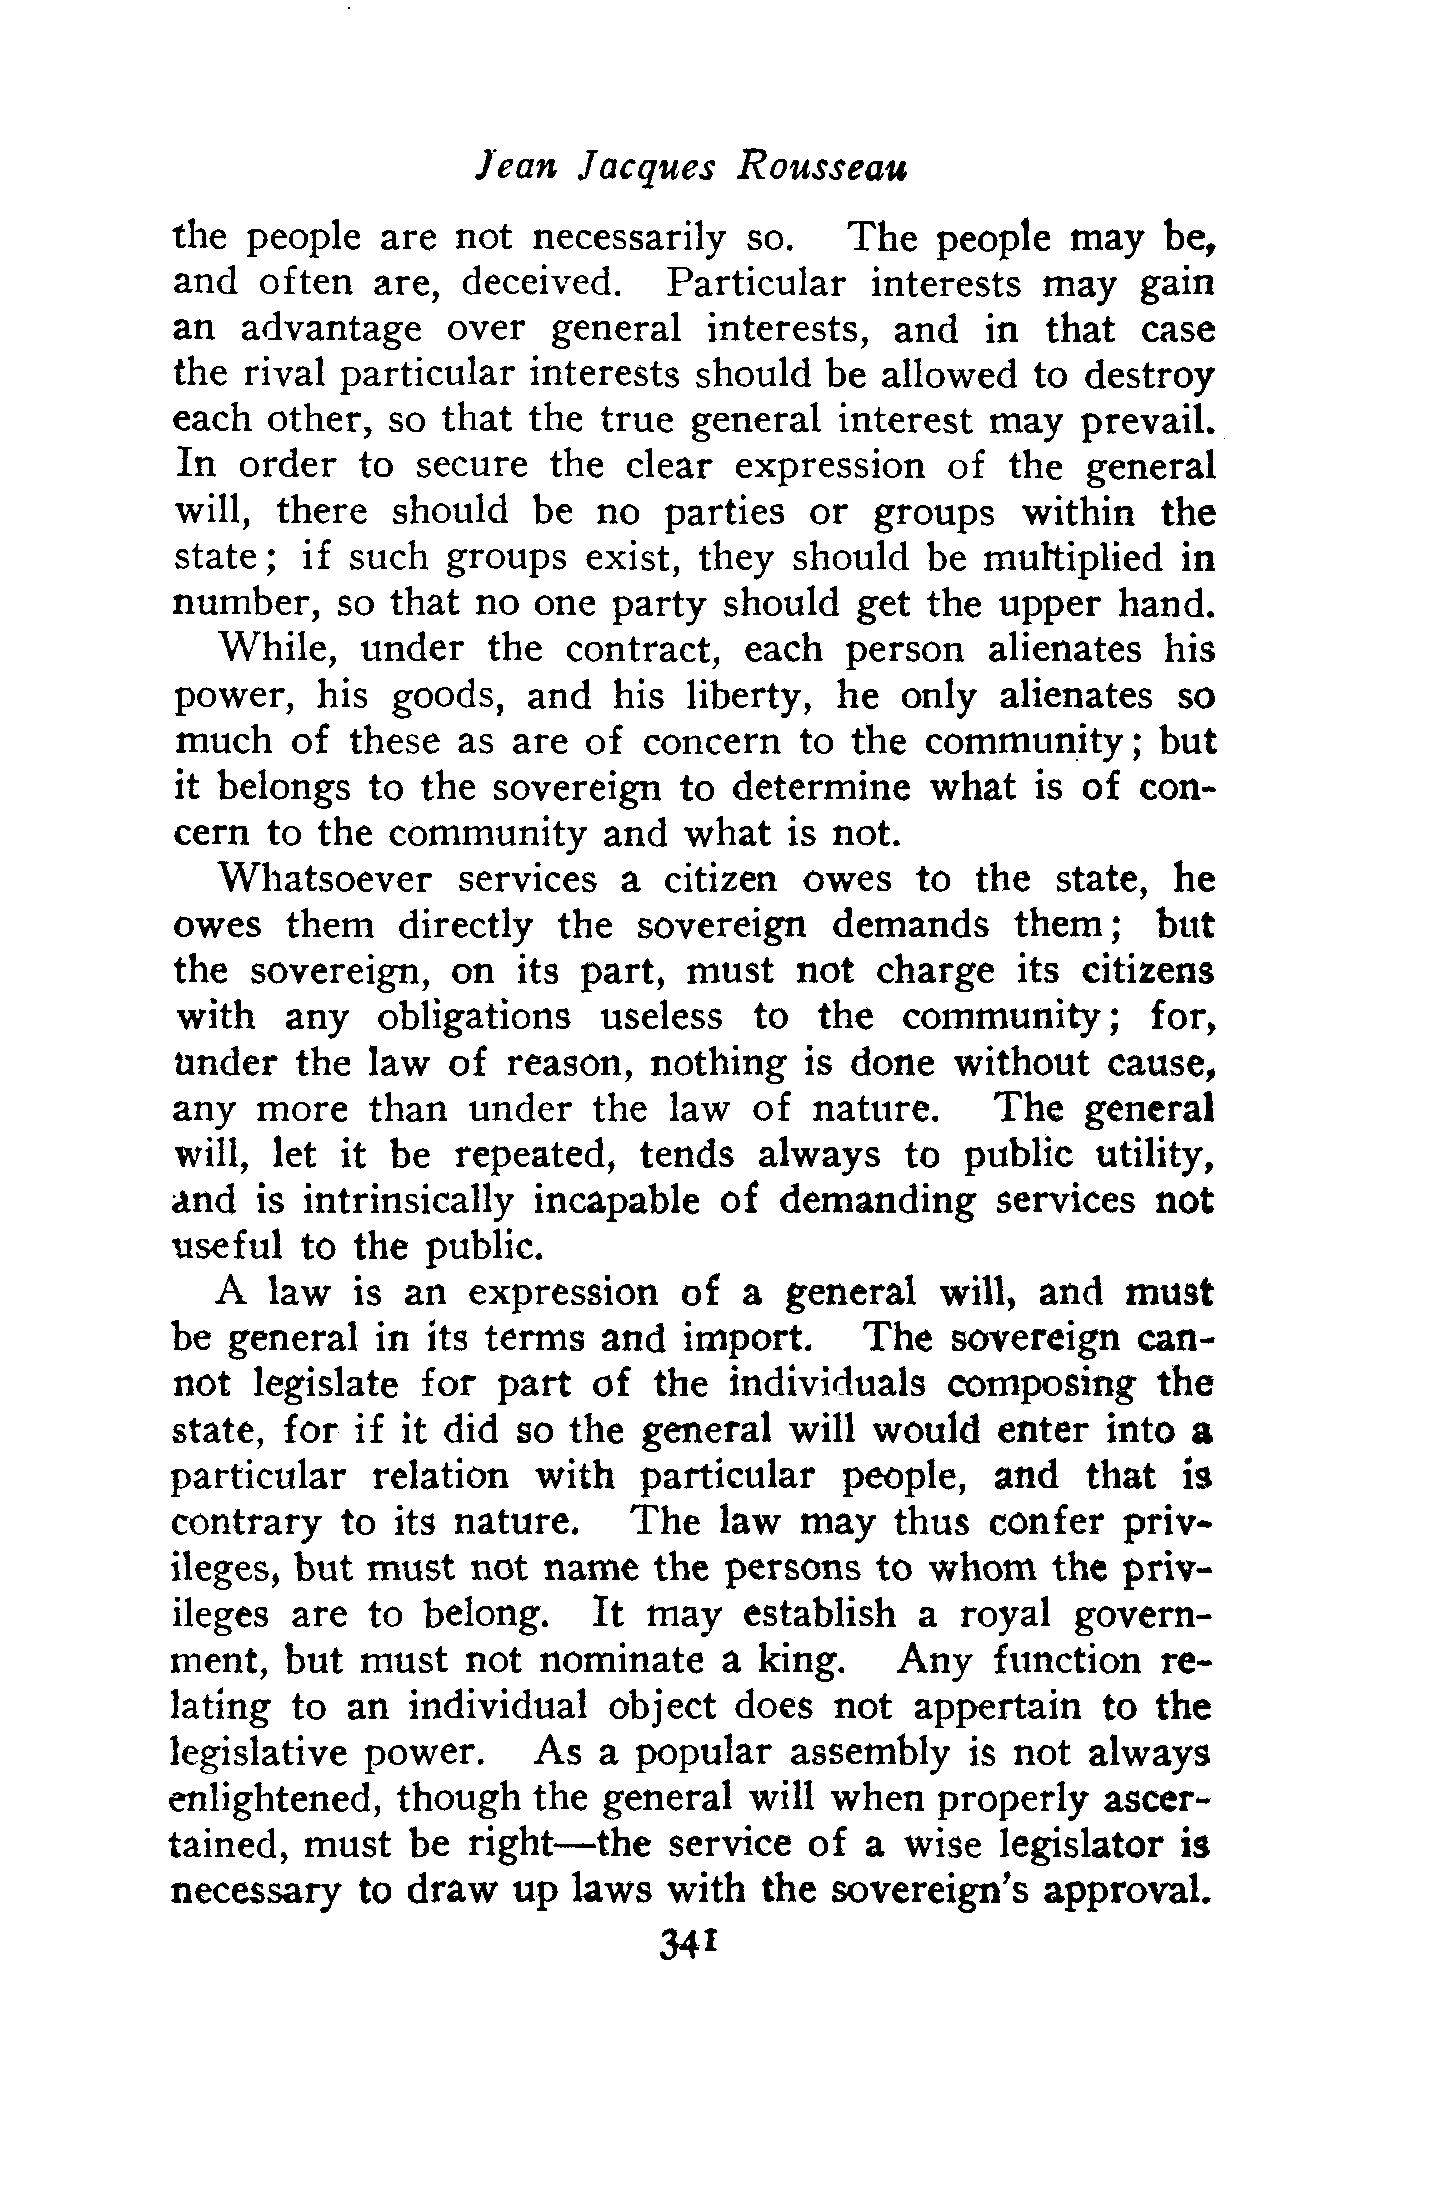 Jean Jacques Rousseau
the people are not necessarily so. The people may be,
and often are, deceived. Particular interests may gain
an advantage over general interests, and in that case
the rival particular interests should be allowed to destroy
each other, so that the true general interest may prevail.
In order to secure the clear expression of the general
will, there should be no parties or groups within the
state; if such groups exist, they should be multiplied in
number, so that no one party should get the upper hand.
While, under the contract, each person alienates his
power, his goods, and his liberty, he only alienates so
much of these as are of concern to the community; but
it belongs to the sovereign to determine what is of con-
cern to the community and what is not.
Whatsoever services a citizen owes to the state, he
owes them directly the sovereign demands them; but
the sovereign, on its part, must not charge its citizens
with any obligations useless to the community; for,
under the law of reason, nothing is done without cause,
any more than under the law of nature. The general
will, let it be repeated, tends always to public utility,
and is intrinsically incapable of demanding services not
useful to the public.
A law is an expression of a general will, and must
be general in its terms and import. The sovereign can-
not legislate for part of the individuals composing the
state, for if it did so the general will would enter into a
particular relation with particular people, and that is
contrary to its nature. The law may thus confer priv-
ileges, but must not name the persons to whom the priv-
ileges are to belong. It may establish a royal govern-
ment, but must not nominate a king. Any function re-
lating to an individual object does not appertain to the
legislative power. As a popular assembly is not always
enlightened, though the general will when properly ascer-
tained, must be right—the service of a wise legislator is
necessary to draw up laws with the sovereign's approval.
341